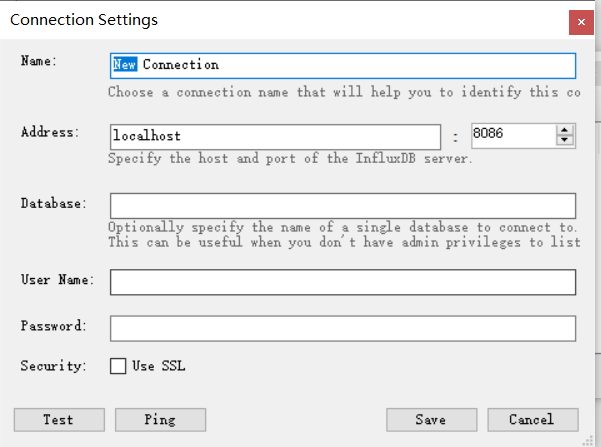 Connection Settings
Name:
New Connection
Choose a connection name that will help you to identify this co
Address:
localhost
:
8086
Specify the host and port of the InfluxDB server.
Database:
Optionally specify the name of a single database to connect to.
This can be useful when you don't have admin privileges to list
User Name:
Password:
Security:
Use SSL
Test
Ping
Save
Cancel